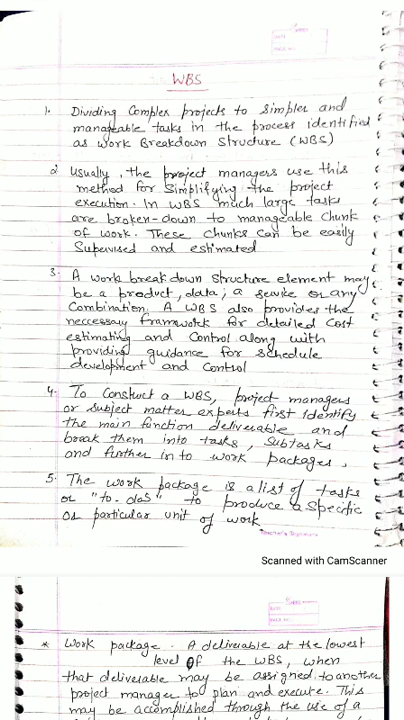 WBS
1. Dividing Complex projects to simpler and
manageable tasks in the process identified
as work Breakdown structure (WBS)
2 Usually, the project managers use this
method for simplifying the project
execution. In WBS much large tasks
are broken-down to manageable chunk
of work. These chunks can be easily
Supervised and estimated
3. A work break down structure element may
be a product, data, a service or any
Combination. A WBS also provides the
neccessary framework for detailed cost
estimating and control along with
providing guidance for schedule
development and control
4. To Construct a WBS, project managers
or subject matter experts first identify
the main function deliverable and
break them into tasks, subtasks
and further in to work packages.
5. The work package is a list of tasks
or "to-dos" to produce a specific
or particular unit of work.
Teacher's Signature
Scanned with CamScanner
* Work package - A deliverable at the lowest
level of the WBS, when
that deliverable may be assigned to another
project manager to plan and execute. This
may be accomplished through the use of a